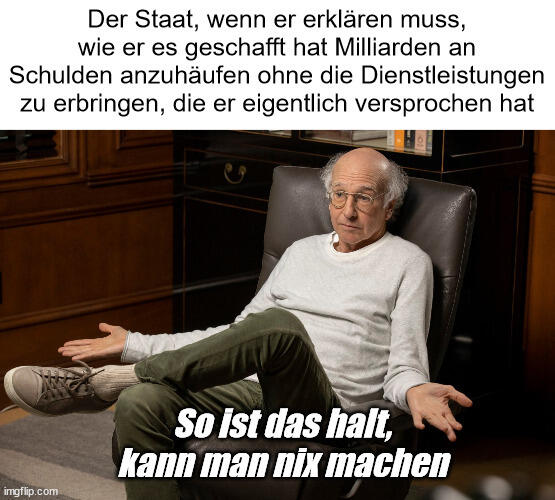 Der Staat, wenn er erklären muss,
wie er es geschafft hat Milliarden an
Schulden anzuhäufen ohne die Dienstleistungen
zu erbringen, die er eigentlich versprochen hat
So ist das halt,
kann man nix machen
imgflip.com